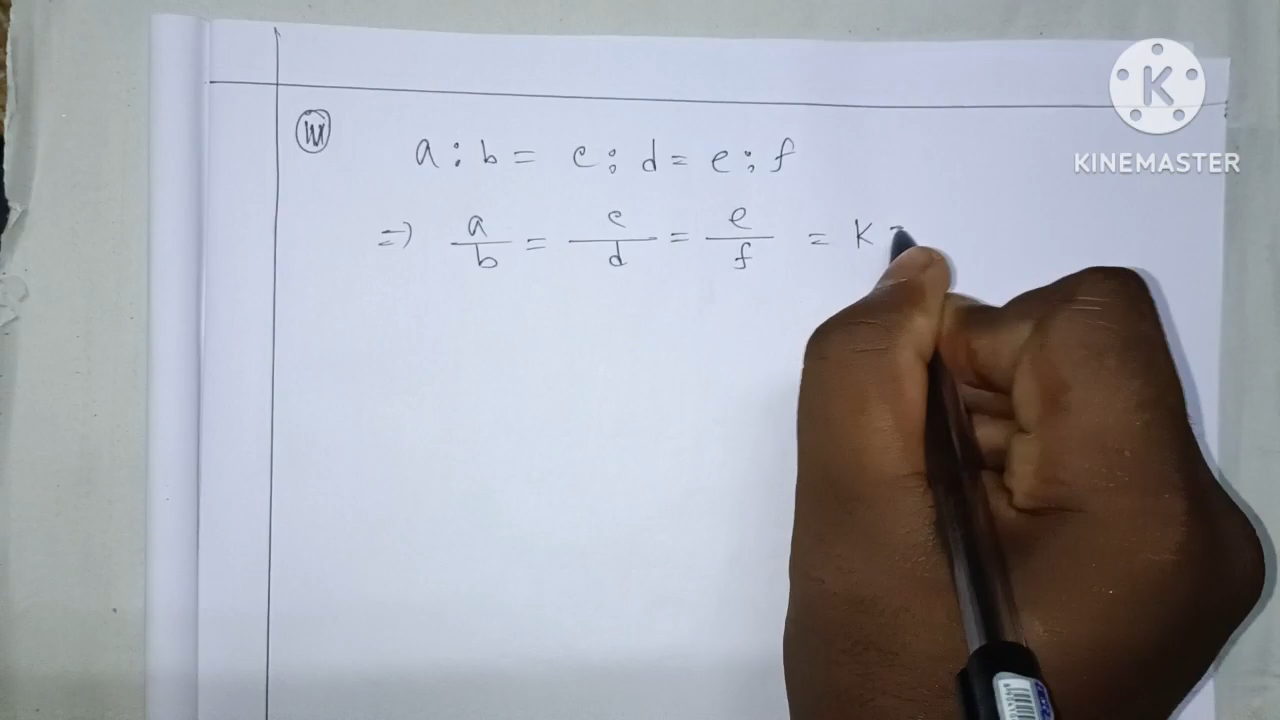 (iii) a : b = c : d = e : f
=> a/b = c/d = e/f = K =
K
KINEMASTER